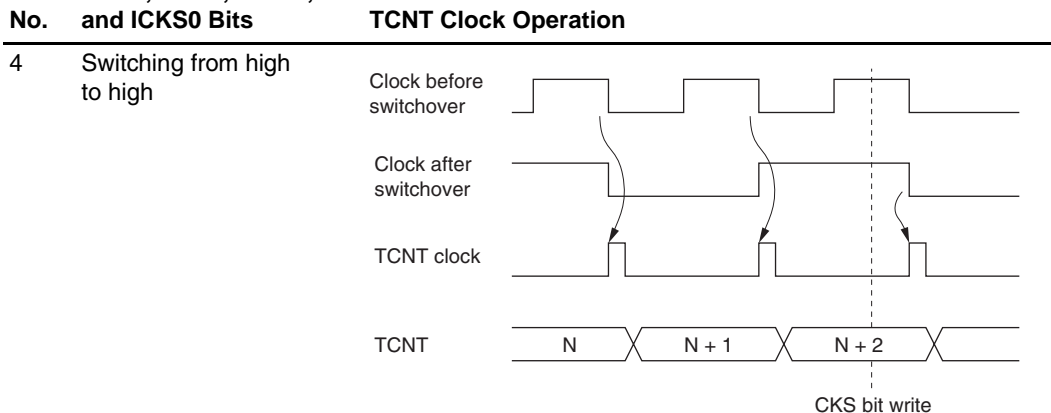 No. and ICKS0 Bits TCNT Clock Operation
4 Switching from high
to high
Clock before
switchover
Clock after
switchover
TCNT clock
TCNT N N + 1 N + 2
CKS bit write